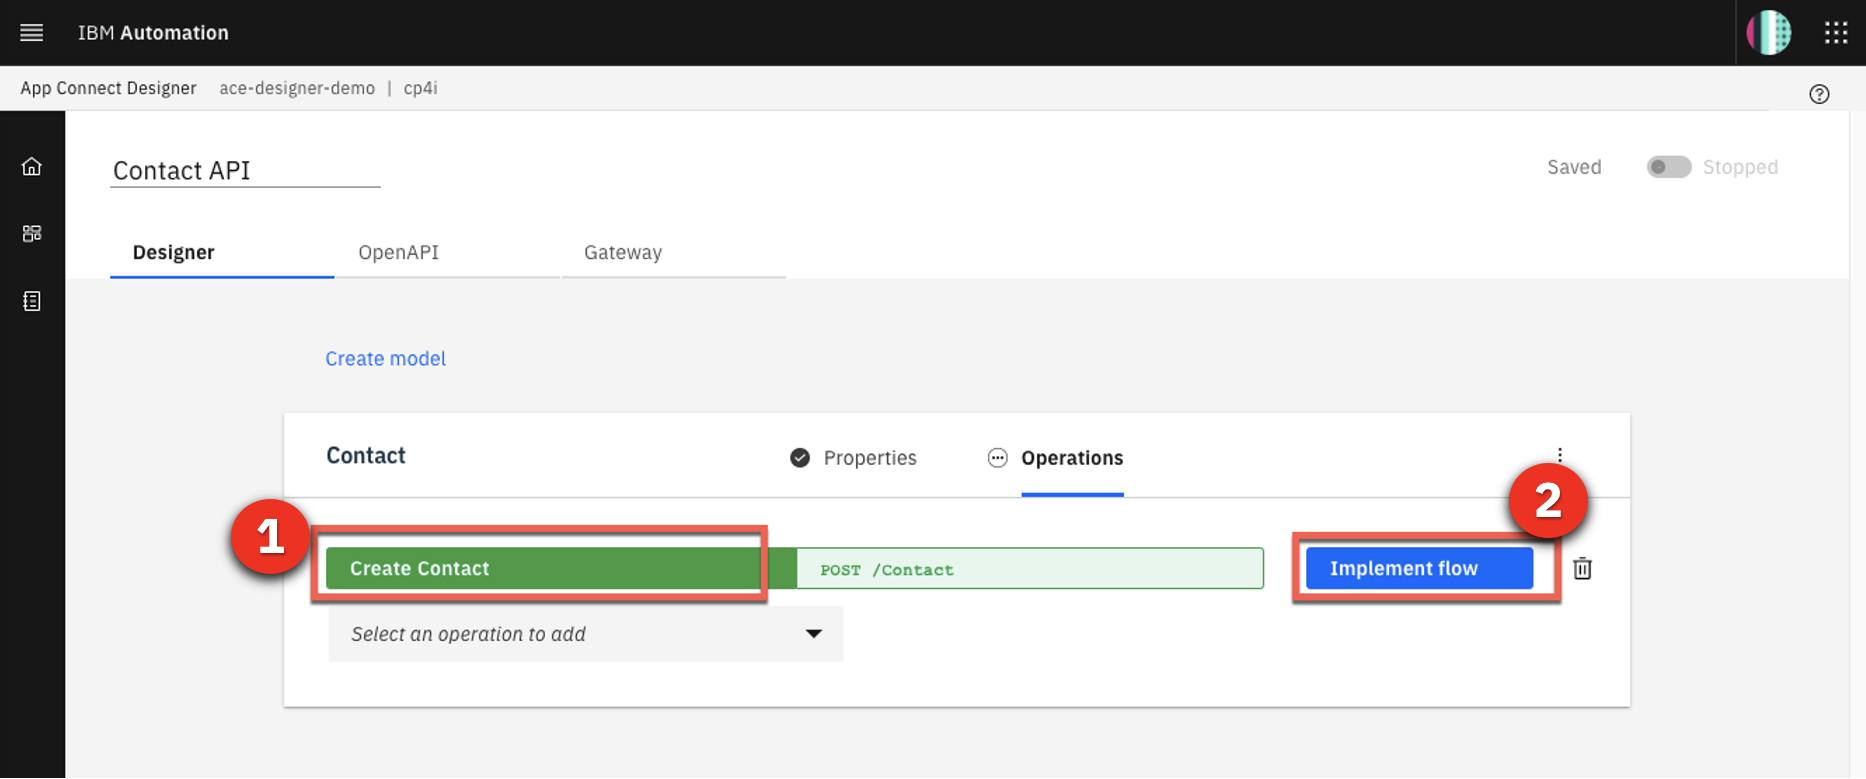 IBM Automation
App Connect Designer ace-designer-demo | cp4i
Contact API
Saved Stopped
Designer OpenAPI Gateway
Create model
Contact Properties Operations
1 2
Create Contact POST /Contact Implement flow
Select an operation to add